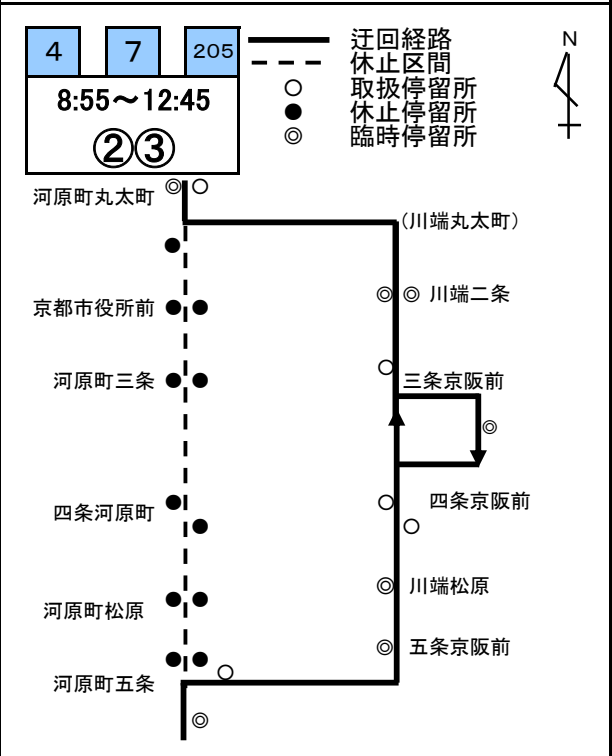 4 7 205
8:55～12:45
②③
迂回経路
休止区間
○ 取扱停留所
● 休止停留所
◎ 臨時停留所
N
河原町丸太町
(川端丸太町)
川端二条
京都市役所前
河原町三条
三条京阪前
四条河原町
四条京阪前
河原町松原
川端松原
五条京阪前
河原町五条